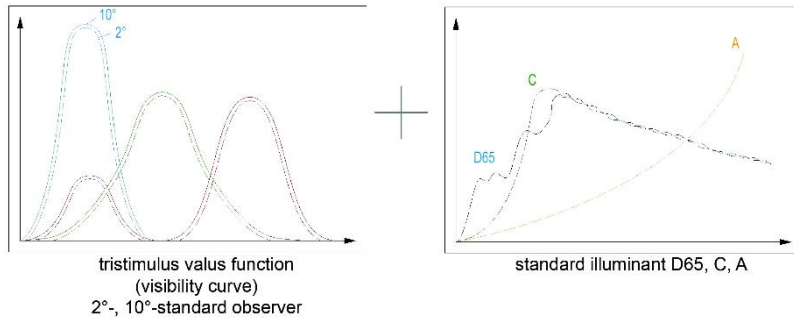 10°
2°
A
C
D65
tristimulus valus function
(visibility curve)
2°-, 10°-standard observer
standard illuminant D65, C, A